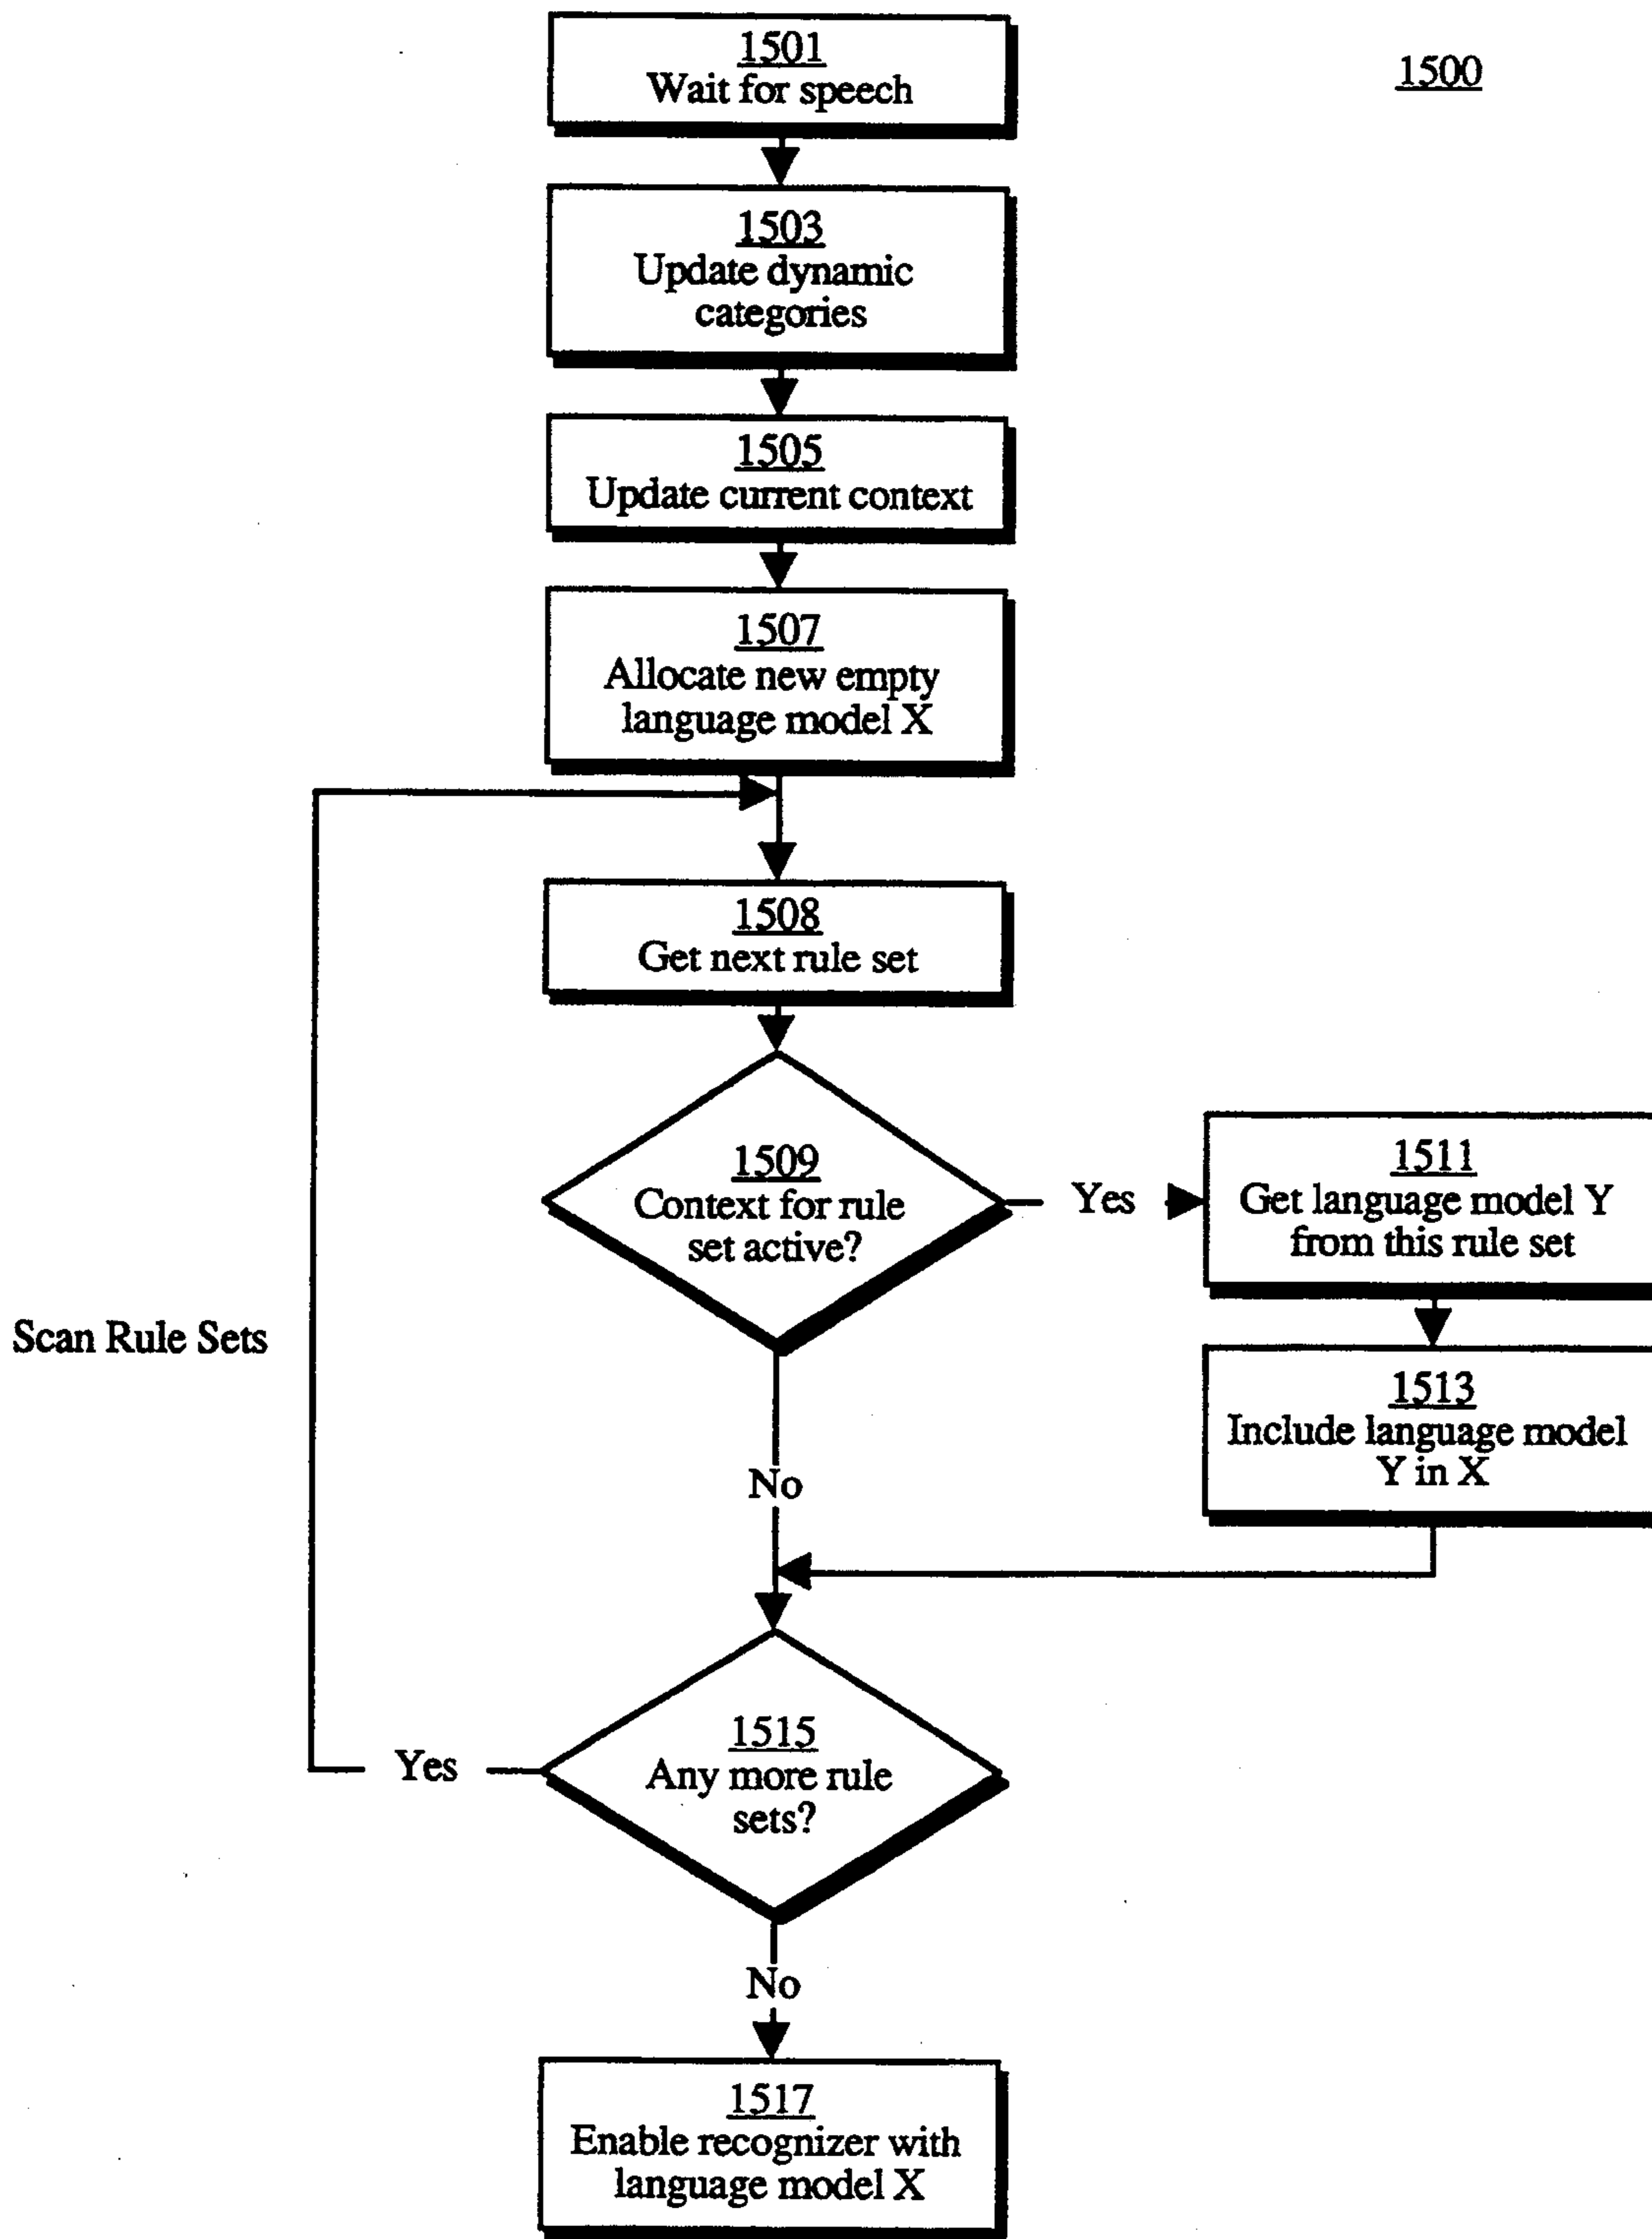 1501
Wait for speech
1500
1503
Update dynamic
categories
1505
Update current context
1507
Allocate new empty
language model X
1508
Get next rule set
1509
Context for rule
set active?
Yes
1511
Get language model Y
from this rule set
Scan Rule Sets
1513
Include language model
Y in X
No
1515
Any more rule
sets?
Yes
No
1517
Enable recognizer with
language model X